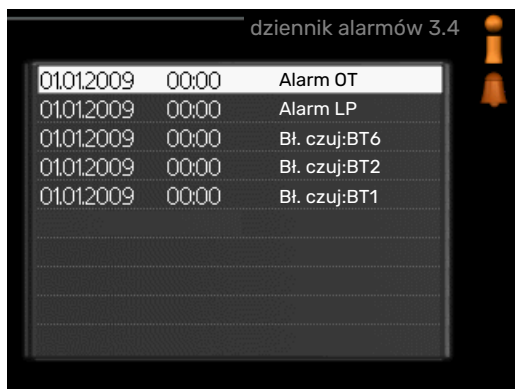 dziennik alarmów 3.4
01.01.2009 00:00 Alarm OT
01.01.2009 00:00 Alarm LP
01.01.2009 00:00 Bł. czuj:BT6
01.01.2009 00:00 Bł. czuj:BT2
01.01.2009 00:00 Bł. czuj:BT1